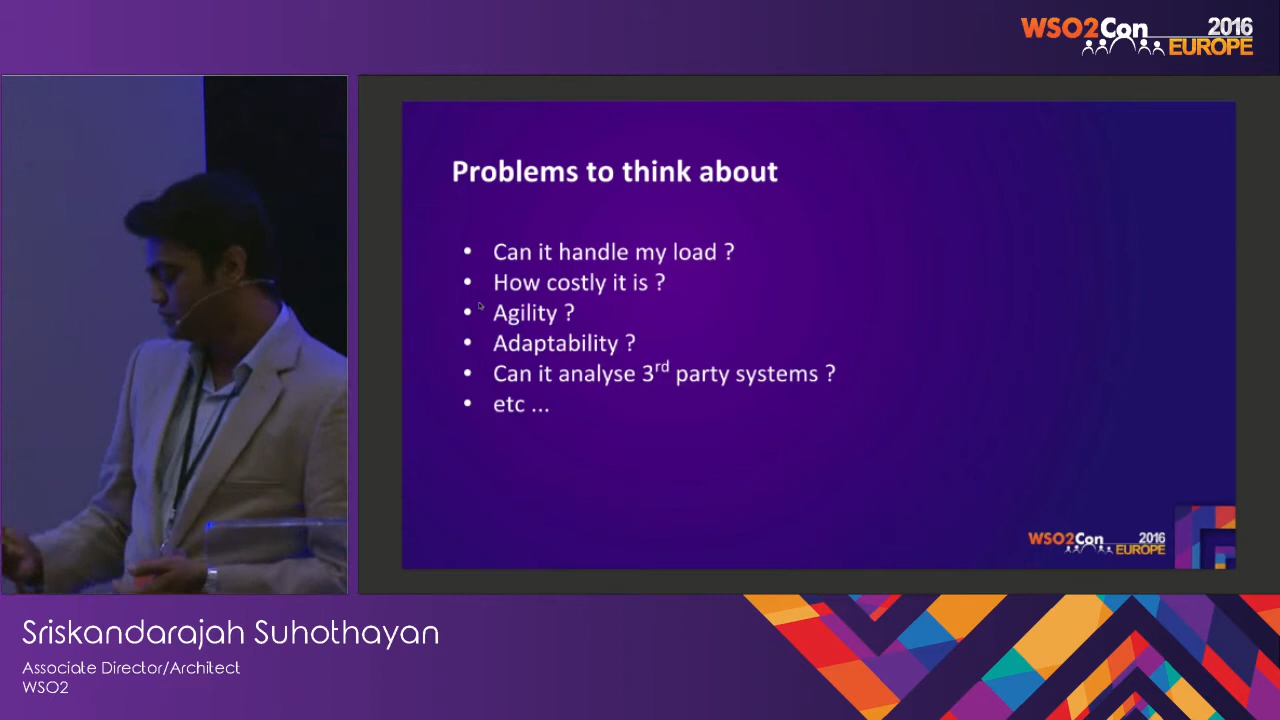 WSO2Con 2016
EUROPE
Problems to think about
• Can it handle my load ?
• How costly it is ?
• Agility ?
• Adaptability ?
• Can it analyse 3rd party systems ?
• etc ...
WSO2Con 2016
EUROPE
Sriskandarajah Suhothayan
Associate Director/Architect
WSO2